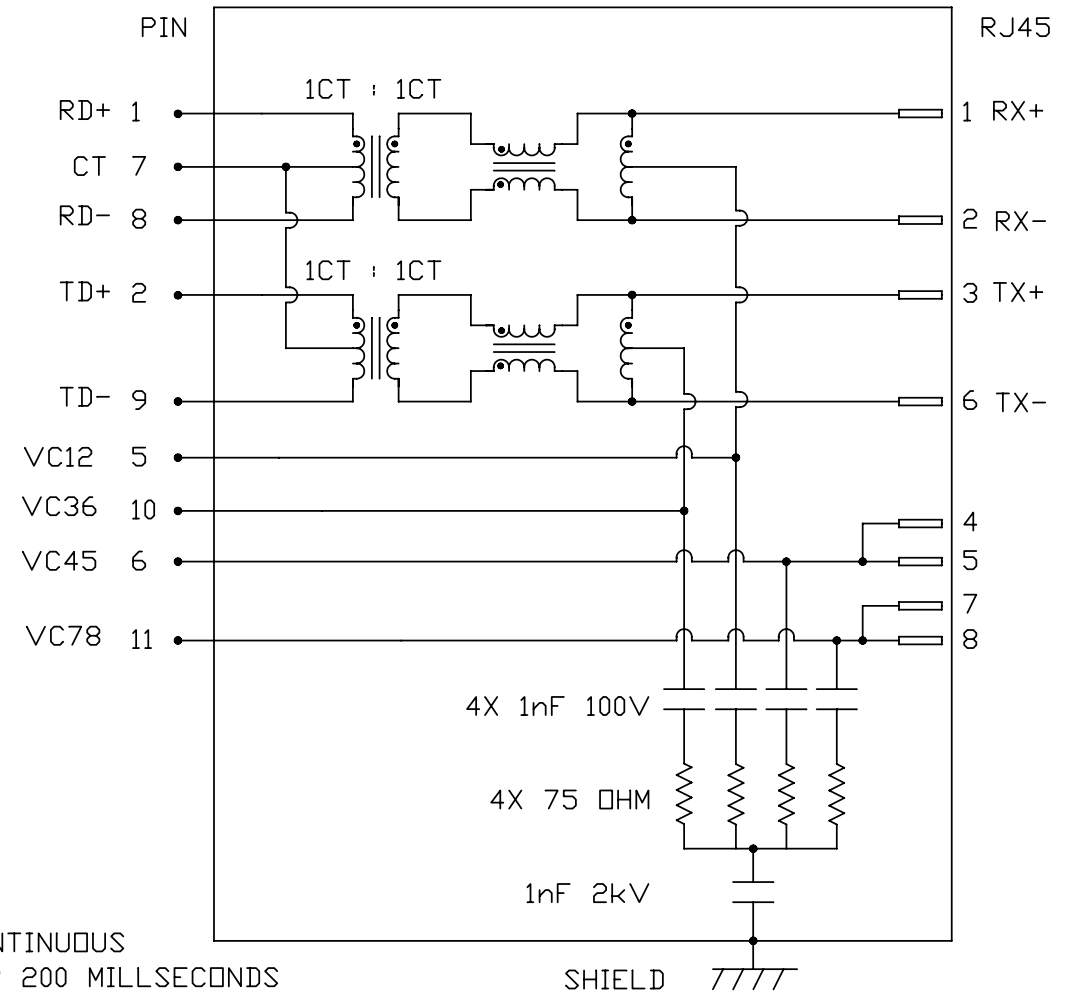 PIN
RJ45
1CT : 1CT
RD+ 1
1 RX+
CT 7
RD- 8
2 RX-
1CT : 1CT
TD+ 2
3 TX+
TD- 9
6 TX-
VC12 5
VC36 10
4
VC45 6
5
7
VC78 11
8
4X 1nF 100V
4X 75 OHM
1nF 2kV
NTINUOUS
200 MILLSECONDS
SHIELD